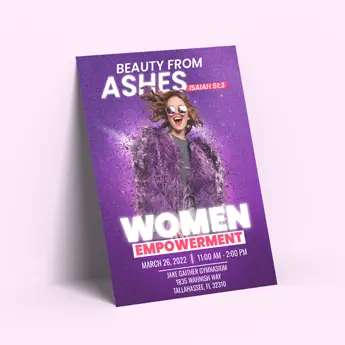 BEAUTY FROM
ASHES
ISAIAH 61:3
WOMEN
EMPOWERMENT
MARCH 26, 2022 | 11:00 AM - 2:00 PM
JAKE GAITHER GYMNASIUM
1835 WAHNISH WAY
TALLAHASSEE, FL 32310